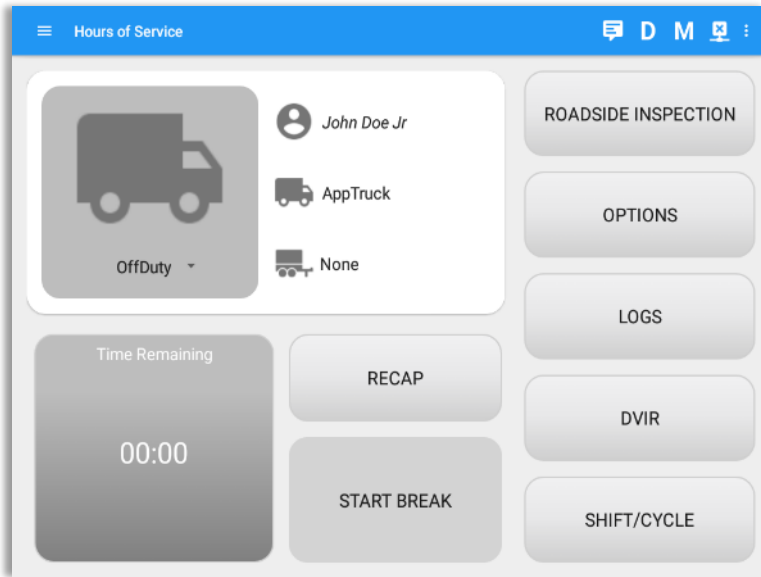 Hours of Service
D M
John Doe Jr
AppTruck
OffDuty
None
Time Remaining
00:00
RECAP
START BREAK
ROADSIDE INSPECTION
OPTIONS
LOGS
DVIR
SHIFT/CYCLE